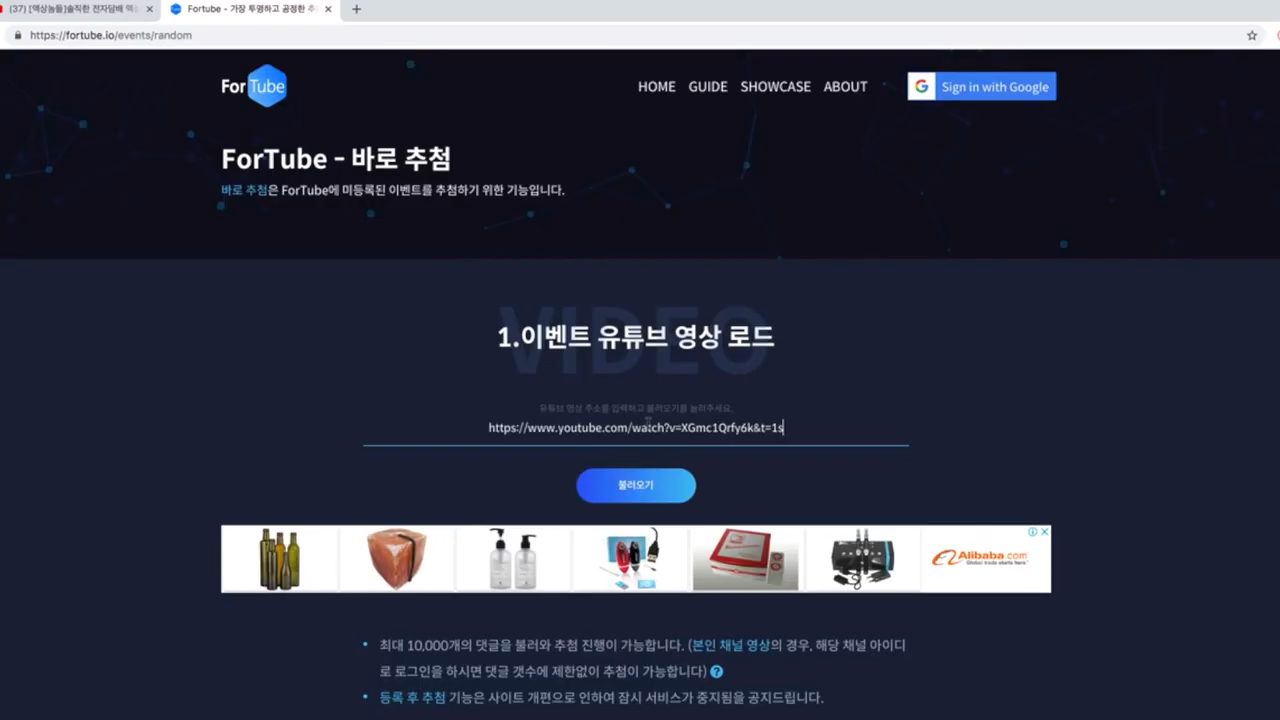 (37) [액상놈들]솔직한 전자담배 액
Fortube - 가장 투명하고 공정한 추
https://fortube.io/events/random
ForTube
HOME GUIDE SHOWCASE ABOUT
Sign in with Google
ForTube - 바로 추첨
바로 추첨은 ForTube에 미등록된 이벤트를 추첨하기 위한 기능입니다.
VIDEO
1.이벤트 유튜브 영상 로드
유튜브 영상 주소를 입력하고 불러오기를 눌러주세요.
https://www.youtube.com/watch?v=XGmc1Qrfy6k&t=1s
불러오기
Alibaba.com
Global trade starts here
• 최대 10,000개의 댓글을 불러와 추첨 진행이 가능합니다. (본인 채널 영상의 경우, 해당 채널 아이디
로 로그인을 하시면 댓글 갯수에 제한없이 추첨이 가능합니다)
• 등록 후 추첨 기능은 사이트 개편으로 인하여 잠시 서비스가 중지됨을 공지드립니다.